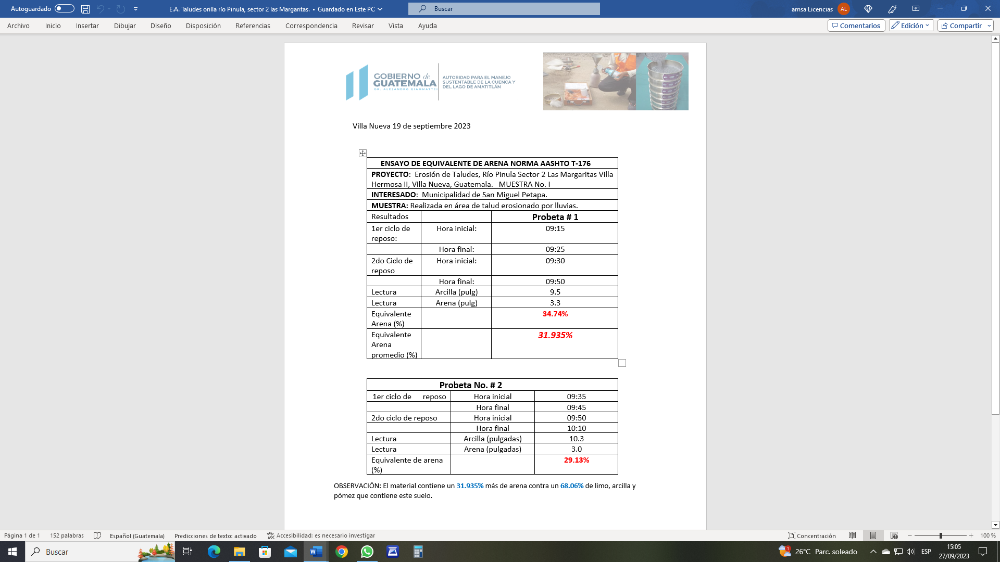 Autoguardado
E.A. Taludes orilla río Pinula, sector 2 las Margaritas. • Guardado en Este PC
Buscar
amsa Licencias AL
Archivo Inicio Insertar Dibujar Diseño Disposición Referencias Correspondencia Revisar Vista Ayuda
Comentarios Edición Compartir
GOBIERNO de
GUATEMALA
DR. ALEJANDRO GIAMMATTEI
AUTORIDAD PARA EL MANEJO
SUSTENTABLE DE LA CUENCA Y
DEL LAGO DE AMATITLÁN
Villa Nueva 19 de septiembre 2023
ENSAYO DE EQUIVALENTE DE ARENA NORMA AASHTO T-176
PROYECTO: Erosión de Taludes, Río Pinula Sector 2 Las Margaritas Villa
Hermosa II, Villa Nueva, Guatemala. MUESTRA No. I
INTERESADO: Municipalidad de San Miguel Petapa.
MUESTRA: Realizada en área de talud erosionado por lluvias.
Resultados Probeta # 1
1er ciclo de Hora inicial: 09:15
reposo:
Hora final: 09:25
2do Ciclo de Hora inicial: 09:30
reposo
Hora final: 09:50
Lectura Arcilla (pulg) 9.5
Lectura Arena (pulg) 3.3
Equivalente 34.74%
Arena (%)
Equivalente 31.935%
Arena
promedio (%)
Probeta No. # 2
1er ciclo de reposo Hora inicial 09:35
Hora final 09:45
2do ciclo de reposo Hora inicial 09:50
Hora final 10:10
Lectura Arcilla (pulgadas) 10.3
Lectura Arena (pulgadas) 3.0
Equivalente de arena 29.13%
(%)
OBSERVACIÓN: El material contiene un 31.935% más de arena contra un 68.06% de limo, arcilla y
pómez que contiene este suelo.
Página 1 de 1 152 palabras Español (Guatemala) Predicciones de texto: activado Accesibilidad: es necesario investigar
Concentración 100 %
Buscar
1 26°C Parc. soleado ESP 15:05
27/09/2023